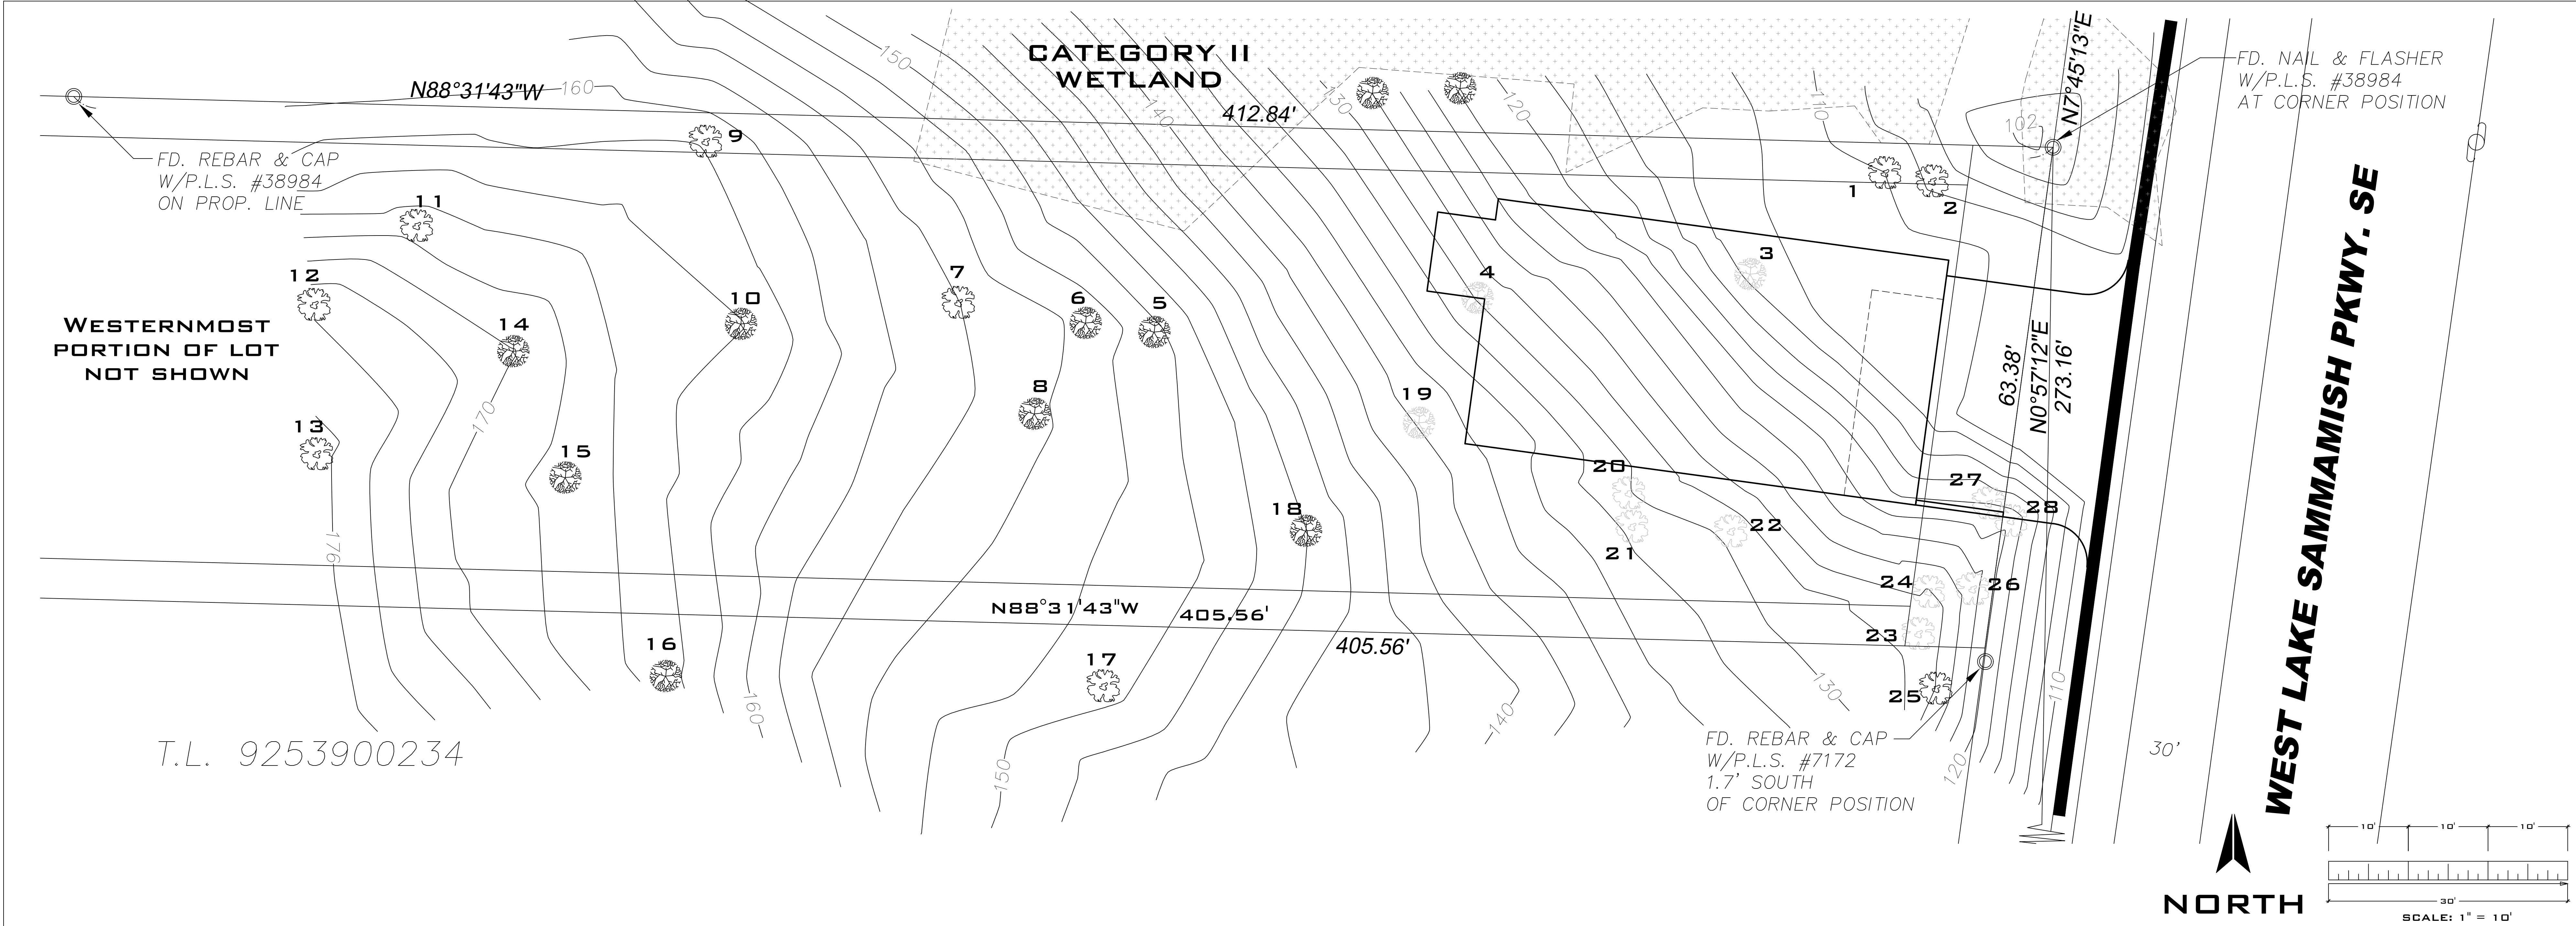 CATEGORY II
WETLAND
N88°31'43"W
160
150
140
412.84'
130
120
110
102
N7°45'13"E
FD. NAIL & FLASHER
W/P.L.S. #38984
AT CORNER POSITION
FD. REBAR & CAP
W/P.L.S. #38984
ON PROP. LINE
9
1
2
11
3
12
7
4
6
5
10
14
WESTERNMOST
PORTION OF LOT
NOT SHOWN
8
19
170
13
15
63.38'
N0°57'12"E
273.16'
WEST LAKE SAMMAMISH PKWY. SE
20
27
28
18
22
21
176
24
26
N88°31'43"W
405.56'
405.56'
23
16
17
25
160
130
110
140
FD. REBAR & CAP
W/P.L.S. #7172
1.7' SOUTH
OF CORNER POSITION
T.L. 9253900234
150
120
30'
NORTH
10'
10'
10'
30'
SCALE: 1" = 10'